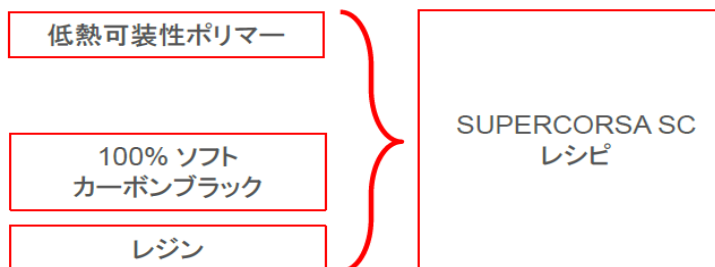 低熱可装性ポリマー
100% ソフト
カーボンブラック
レジン
SUPERCORSA SC
レシピ